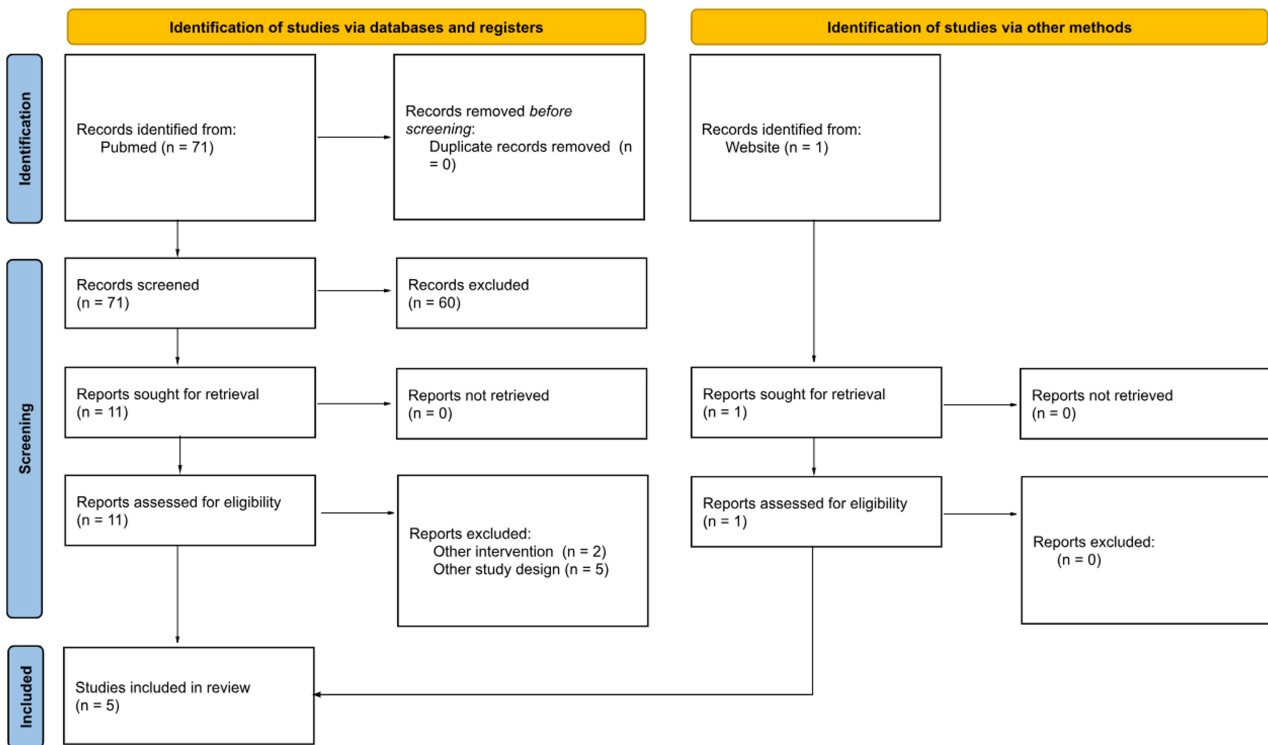 Identification of studies via databases and registers
Identification of studies via other methods
Identification
Records identified from:
Pubmed (n = 71)
Records removed before
screening:
Duplicate records removed (n
= 0)
Records identified from:
Website (n = 1)
Screening
Records screened
(n = 71)
Records excluded
(n = 60)
Reports sought for retrieval
(n = 11)
Reports not retrieved
(n = 0)
Reports sought for retrieval
(n = 1)
Reports not retrieved
(n = 0)
Reports assessed for eligibility
(n = 11)
Reports excluded:
Other intervention (n = 2)
Other study design (n = 5)
Reports assessed for eligibility
(n = 1)
Reports excluded:
(n = 0)
Included
Studies included in review
(n = 5)